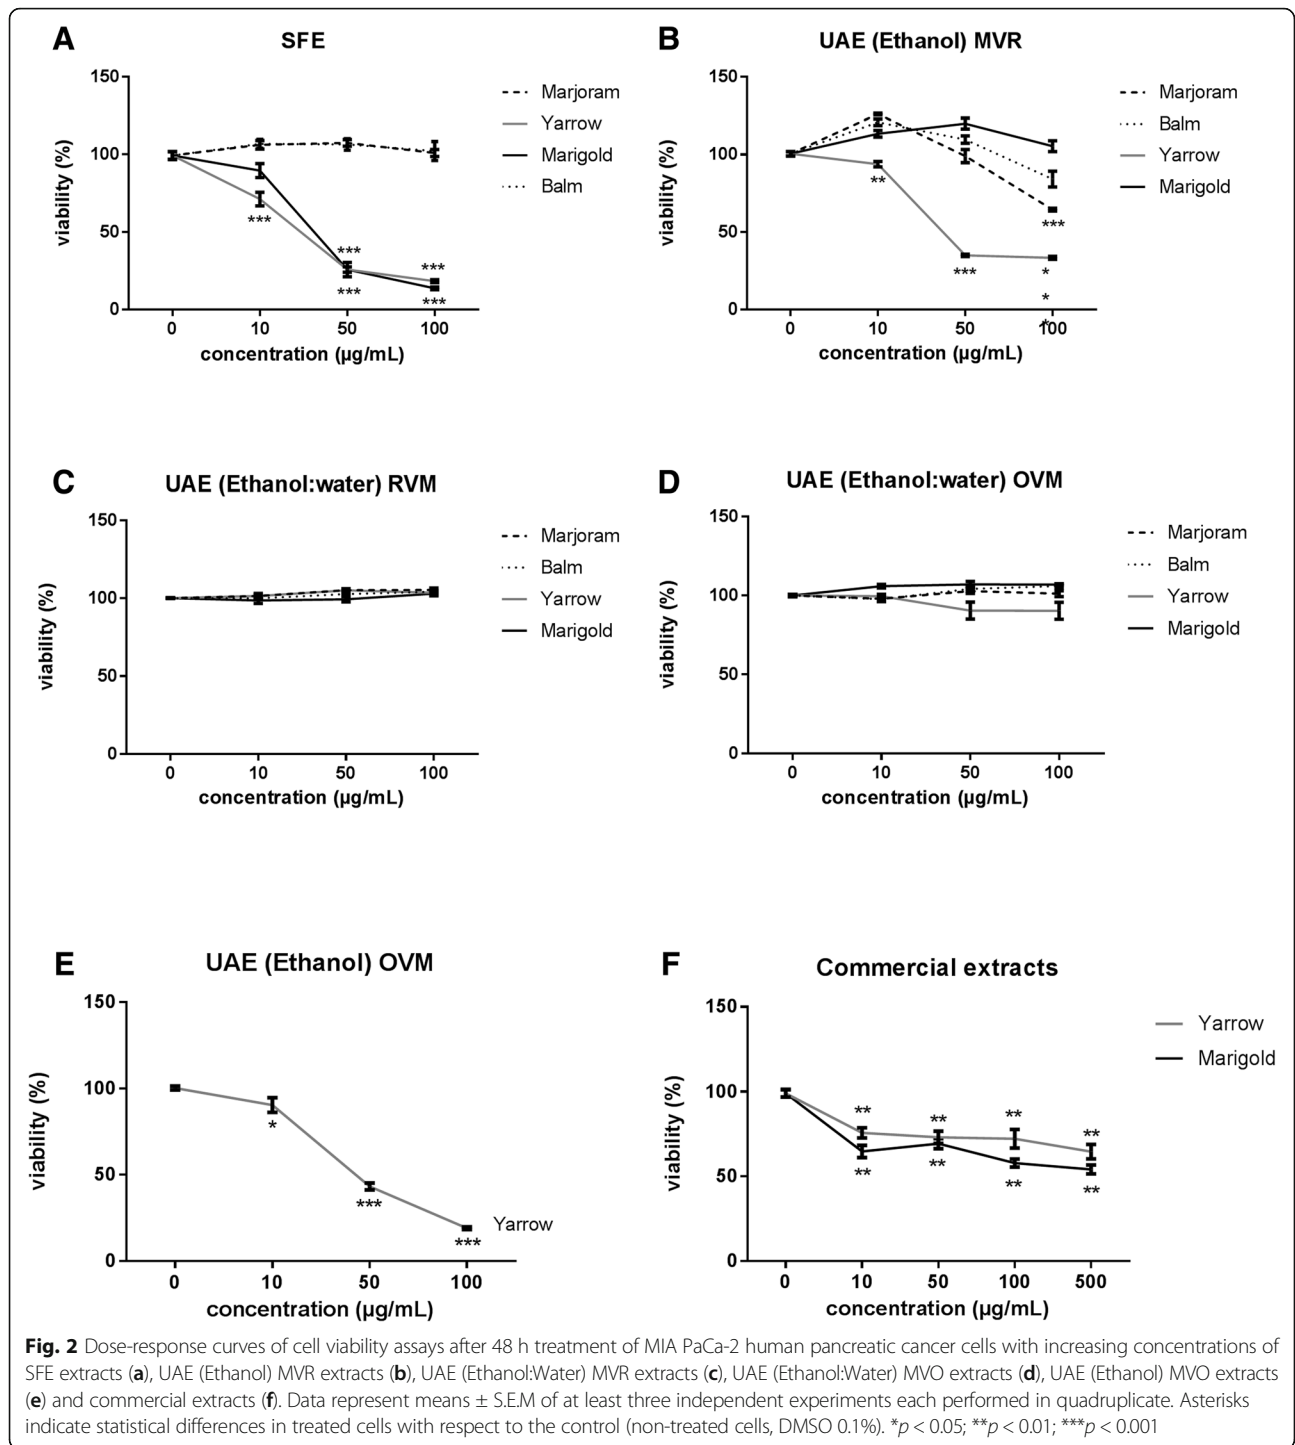 A
SFE
150
100
50
0
viability (%)
0 10 50 100
concentration (µg/mL)
Marjoram
Yarrow
Marigold
Balm
***
***
***
***
***
B
UAE (Ethanol) MVR
150
100
50
0
viability (%)
0 10 50 100
concentration (µg/mL)
Marjoram
Balm
Yarrow
Marigold
**
***
***
*
*
*
C
UAE (Ethanol:water) RVM
150
100
50
0
viability (%)
0 10 50 100
concentration (µg/mL)
Marjoram
Balm
Yarrow
Marigold
D
UAE (Ethanol:water) OVM
150
100
50
0
viability (%)
0 10 50 100
concentration (µg/mL)
Marjoram
Balm
Yarrow
Marigold
E
UAE (Ethanol) OVM
150
100
50
0
viability (%)
0 10 50 100
concentration (µg/mL)
*
***
***
Yarrow
F
Commercial extracts
150
100
50
0
viability (%)
0 10 50 100 500
concentration (µg/mL)
Yarrow
Marigold
** ** ** **
** ** ** **
Fig. 2 Dose-response curves of cell viability assays after 48 h treatment of MIA PaCa-2 human pancreatic cancer cells with increasing concentrations of
SFE extracts (a), UAE (Ethanol) MVR extracts (b), UAE (Ethanol:Water) MVR extracts (c), UAE (Ethanol:Water) MVO extracts (d), UAE (Ethanol) MVO extracts
(e) and commercial extracts (f). Data represent means ± S.E.M of at least three independent experiments each performed in quadruplicate. Asterisks
indicate statistical differences in treated cells with respect to the control (non-treated cells, DMSO 0.1%). *p < 0.05; **p < 0.01; ***p < 0.001